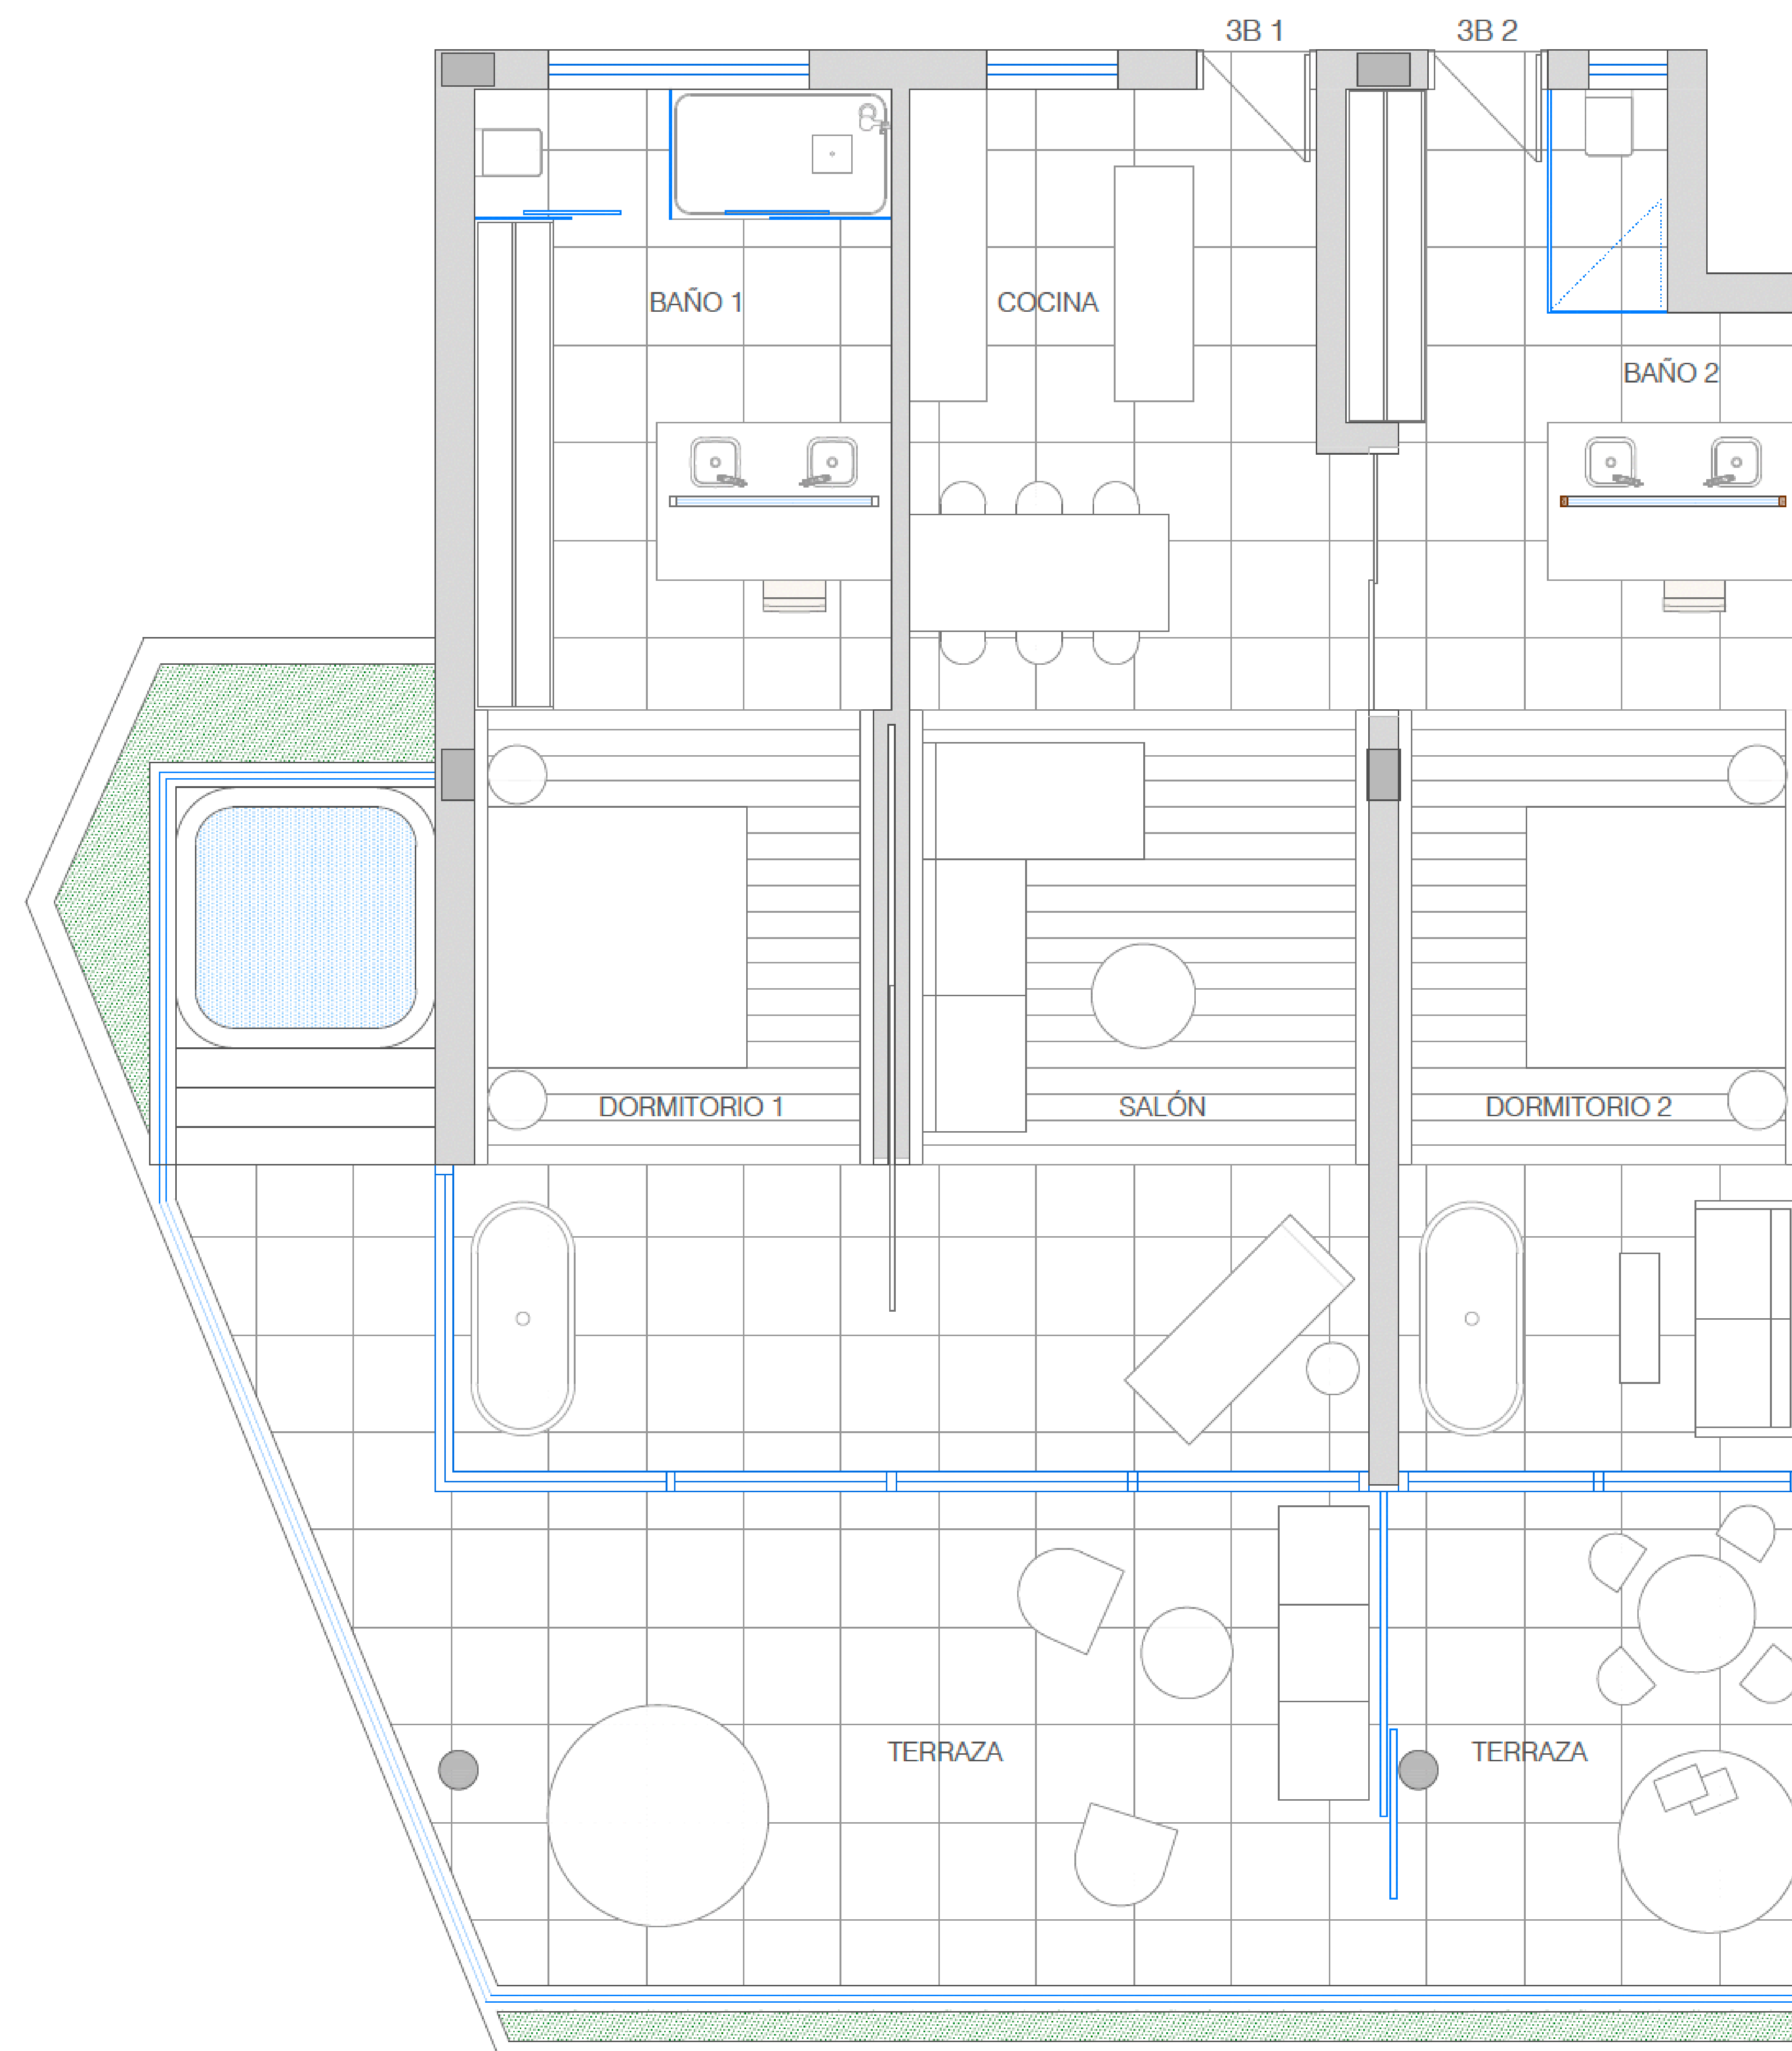 3B 1
3B 2
BAÑO 1
COCINA
BAÑO 2
DORMITORIO 1
SALÓN
DORMITORIO 2
TERRAZA
TERRAZA